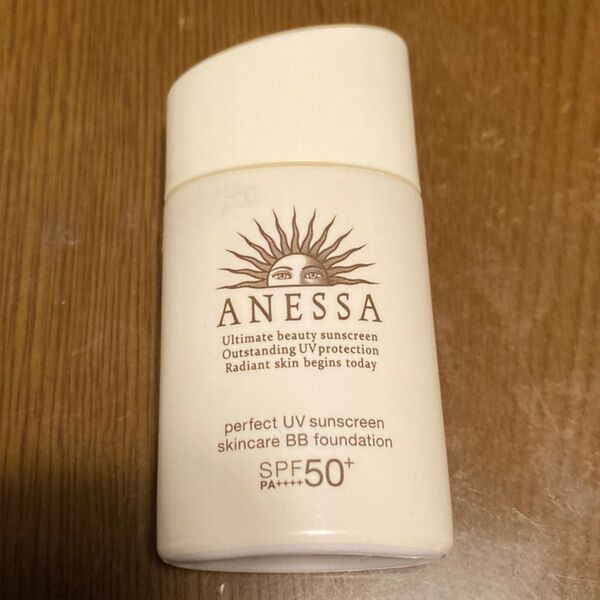 ANESSA
Ultimate beauty sunscreen
Outstanding UV protection
Radiant skin begins today
perfect UV sunscreen
skincare BB foundation
SPF50+
PA++++